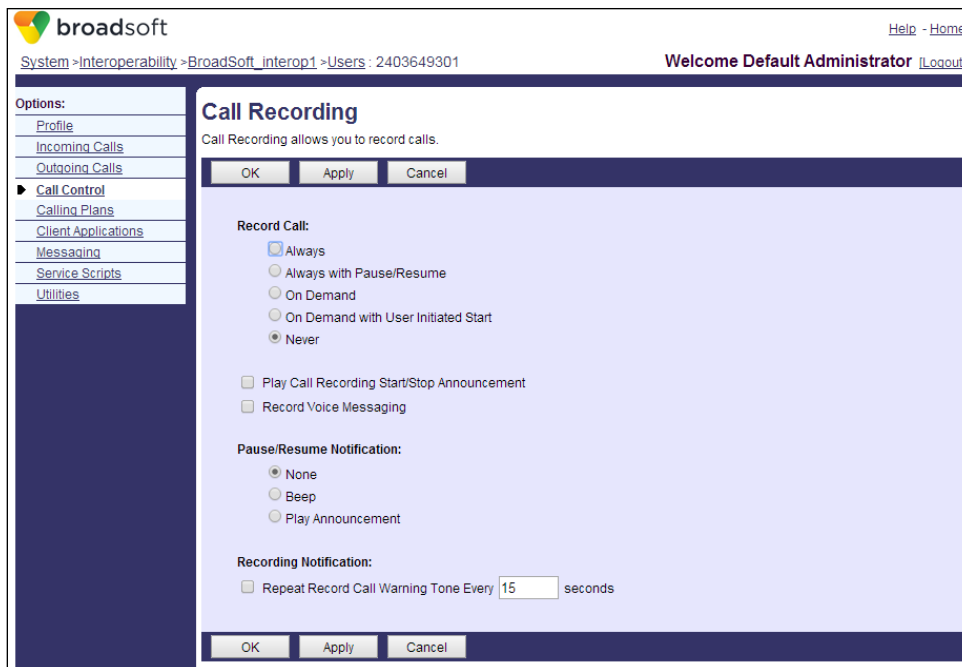 broadsoft
Help - Home
System >Interoperability >BroadSoft_interop1 >Users : 2403649301
Welcome Default Administrator [Logout
Options:
Profile
Incoming Calls
Outgoing Calls
Call Control
Calling Plans
Client Applications
Messaging
Service Scripts
Utilities
Call Recording
Call Recording allows you to record calls.
OK Apply Cancel
Record Call:
Always
Always with Pause/Resume
On Demand
On Demand with User Initiated Start
Never
Play Call Recording Start/Stop Announcement
Record Voice Messaging
Pause/Resume Notification:
None
Beep
Play Announcement
Recording Notification:
Repeat Record Call Warning Tone Every 15 seconds
OK Apply Cancel